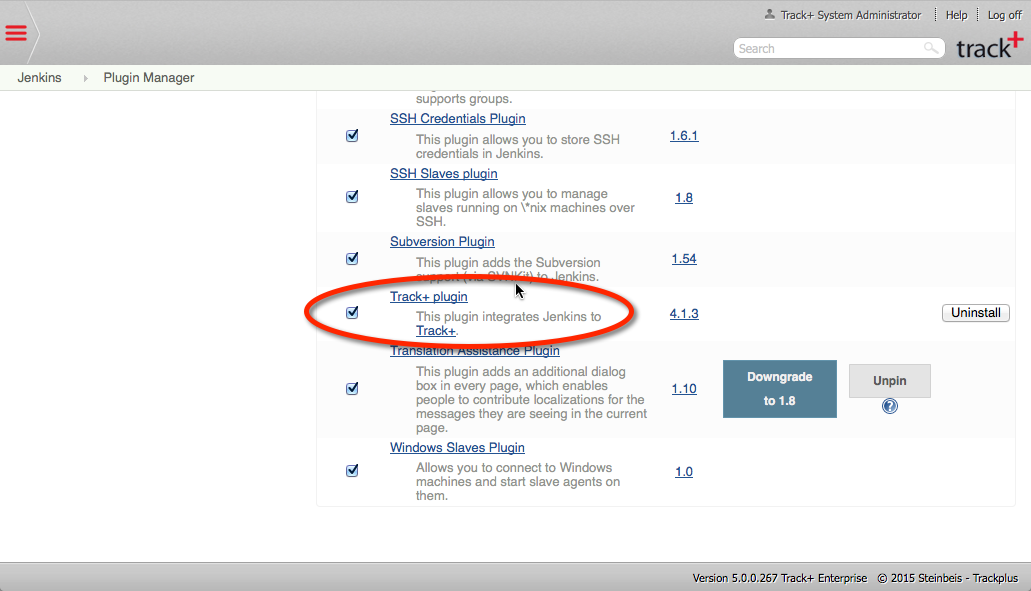 Track+ System Administrator Help Log off
Search
track+
Jenkins Plugin Manager
supports groups.
SSH Credentials Plugin
This plugin allows you to store SSH
credentials in Jenkins.
1.6.1
SSH Slaves plugin
This plugin allows you to manage
slaves running on \*nix machines over
SSH.
1.8
Subversion Plugin
This plugin adds the Subversion
support (via SVNKit) to Jenkins.
1.54
Track+ plugin
This plugin integrates Jenkins to
Track+.
4.1.3
Uninstall
Translation Assistance Plugin
This plugin adds an additional dialog
box in every page, which enables
people to contribute localizations for the
messages they are seeing in the current
page.
1.10
Downgrade
to 1.8
Unpin
?
Windows Slaves Plugin
Allows you to connect to Windows
machines and start slave agents on
them.
1.0
Version 5.0.0.267 Track+ Enterprise © 2015 Steinbeis - Trackplus